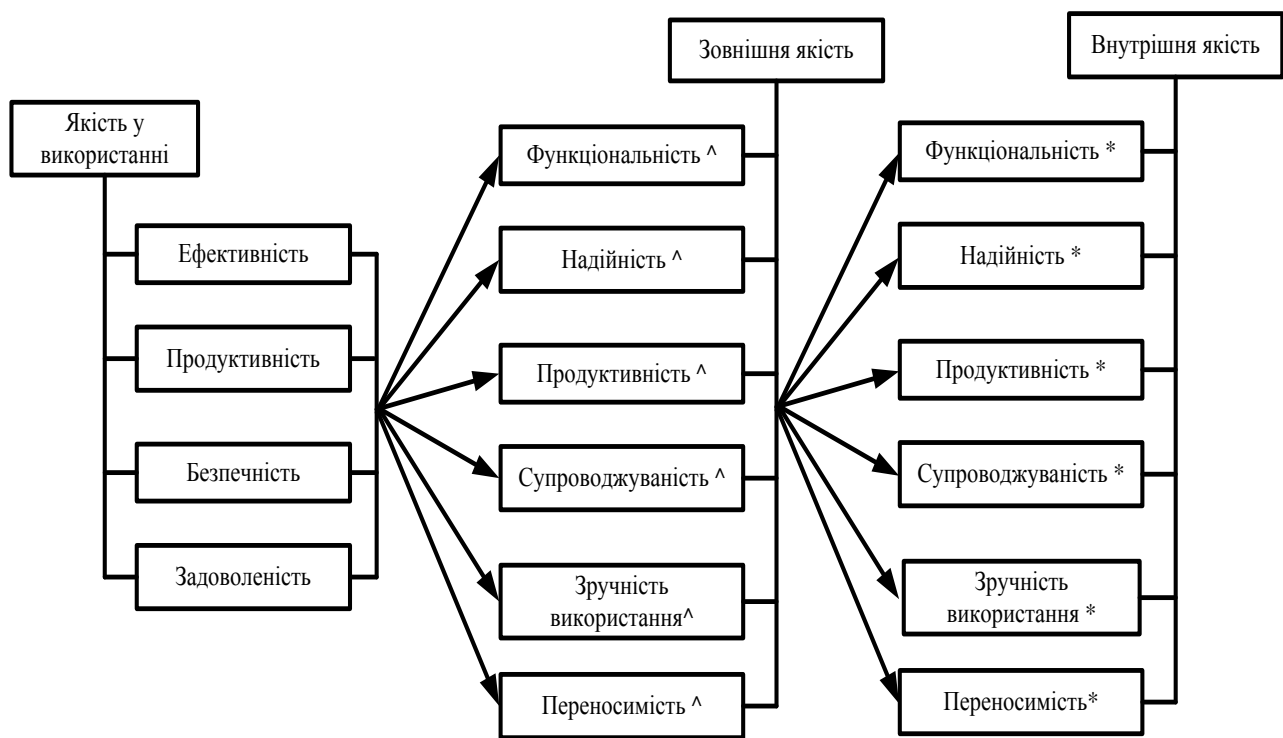 Якість у
використанні
Ефективність
Продуктивність
Безпечність
Задоволеність
Зовнішня якість
Функціональність ^
Надійність ^
Продуктивність ^
Супроводжуваність ^
Зручність
використання^
Переносимість ^
Внутрішня якість
Функціональність *
Надійність *
Продуктивність *
Супроводжуваність *
Зручність
використання *
Переносимість*